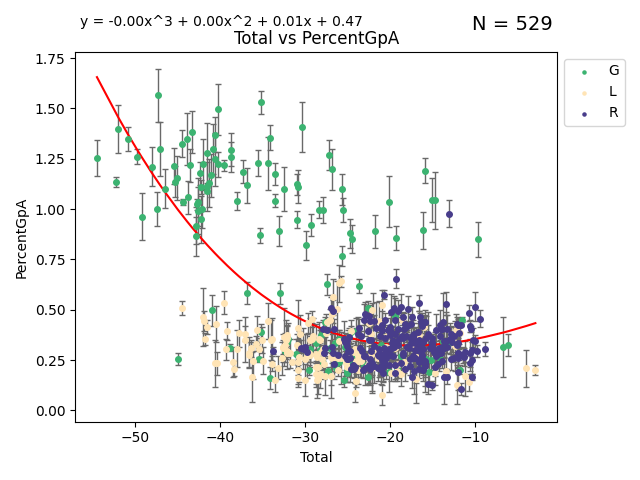 y = -0.00x^3 + 0.00x^2 + 0.01x + 0.47
N = 529
Total vs PercentGpA
G
L
R
PercentGpA
1.75
1.50
1.25
1.00
0.75
0.50
0.25
0.00
−50
−40
−30
−20
−10
Total